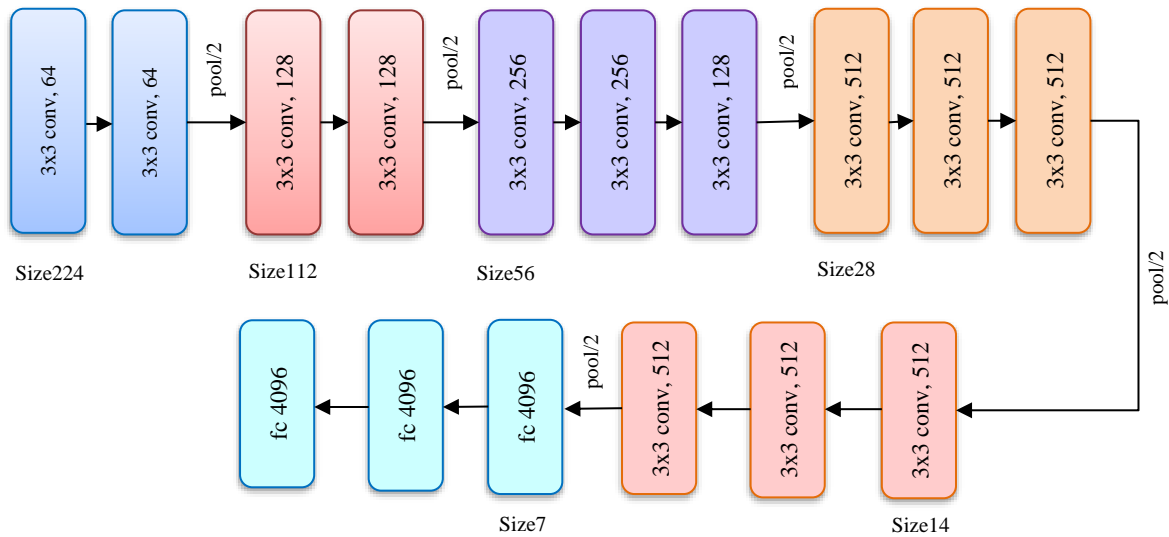 3x3 conv, 64
3x3 conv, 64
pool/2
3x3 conv, 128
3x3 conv, 128
pool/2
3x3 conv, 256
3x3 conv, 256
3x3 conv, 128
pool/2
3x3 conv, 512
3x3 conv, 512
3x3 conv, 512
Size224
Size112
Size56
Size28
pool/2
3x3 conv, 512
3x3 conv, 512
3x3 conv, 512
pool/2
fc 4096
fc 4096
fc 4096
Size14
Size7